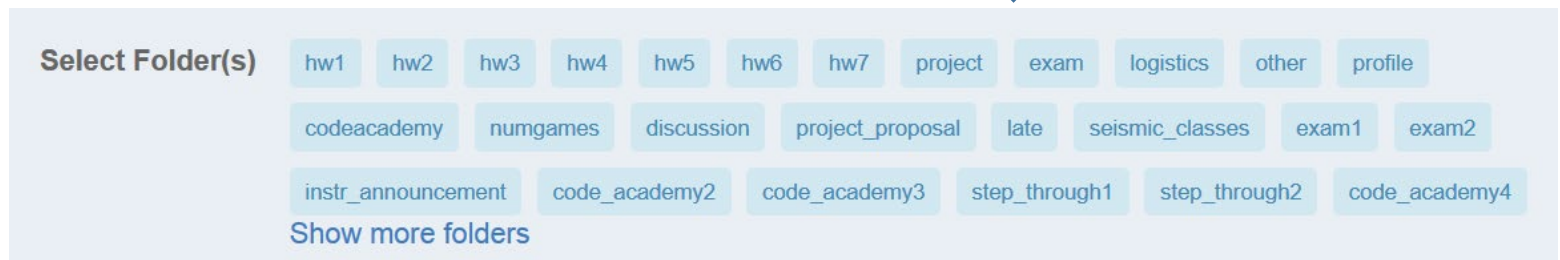 Select Folder(s) hw1 hw2 hw3 hw4 hw5 hw6 hw7 project exam logistics other profile
codeacademy numgames discussion project_proposal late seismic_classes exam1 exam2
instr_announcement code_academy2 code_academy3 step_through1 step_through2 code_academy4
Show more folders